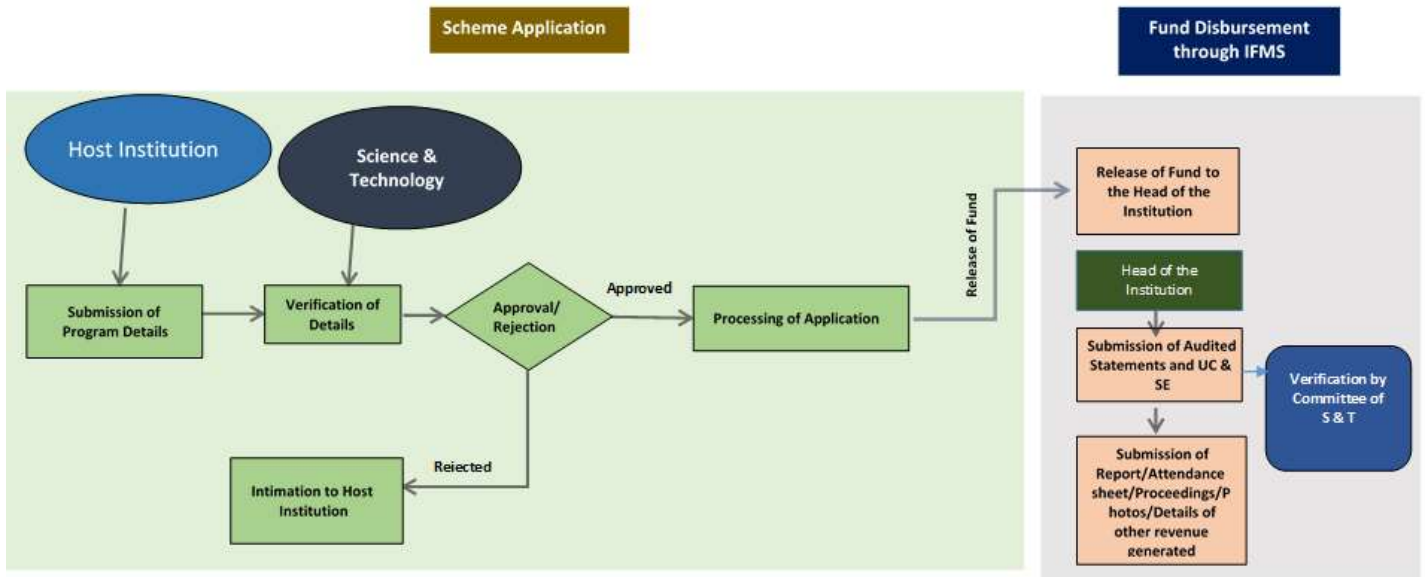 Scheme Application
Fund Disbursement
through IFMS
Host Institution
Science &
Technology
Submission of
Program Details
Verification of
Details
Approval/
Rejection
Approved
Processing of Application
Release of Fund
Rejected
Intimation to Host
Institution
Release of Fund to
the Head of the
Institution
Head of the
Institution
Submission of Audited
Statements and UC &
SE
Verification by
Committee of
S & T
Submission of
Report/Attendance
sheet/Proceedings/P
hotos/Details of
other revenue
generated